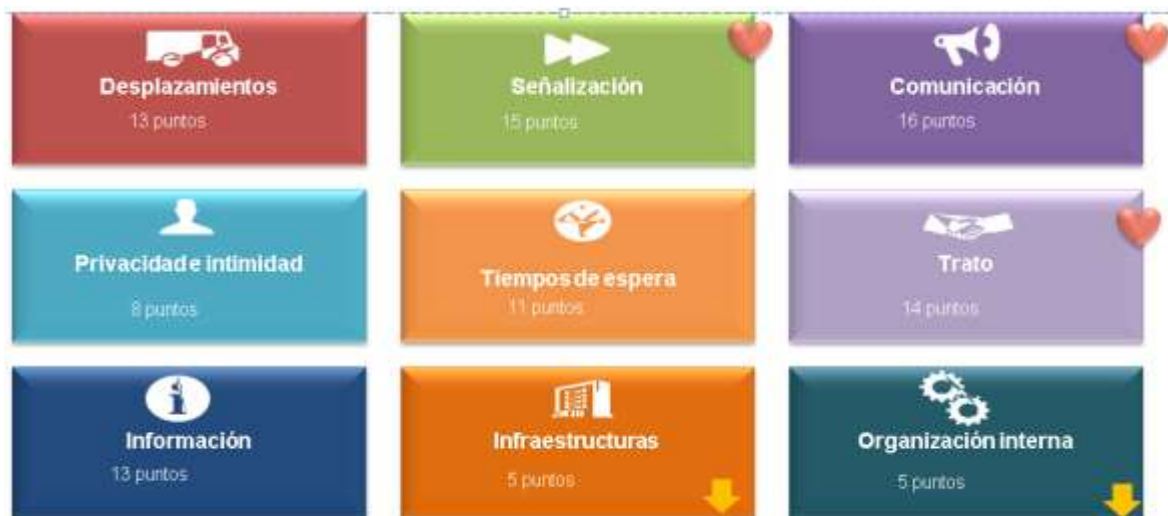 Desplazamientos
13 puntos
Señalización
15 puntos
Comunicación
16 puntos
Privacidad e intimidad
8 puntos
Tiempos de espera
11 puntos
Trato
14 puntos
Información
13 puntos
Infraestructuras
5 puntos
Organización interna
5 puntos